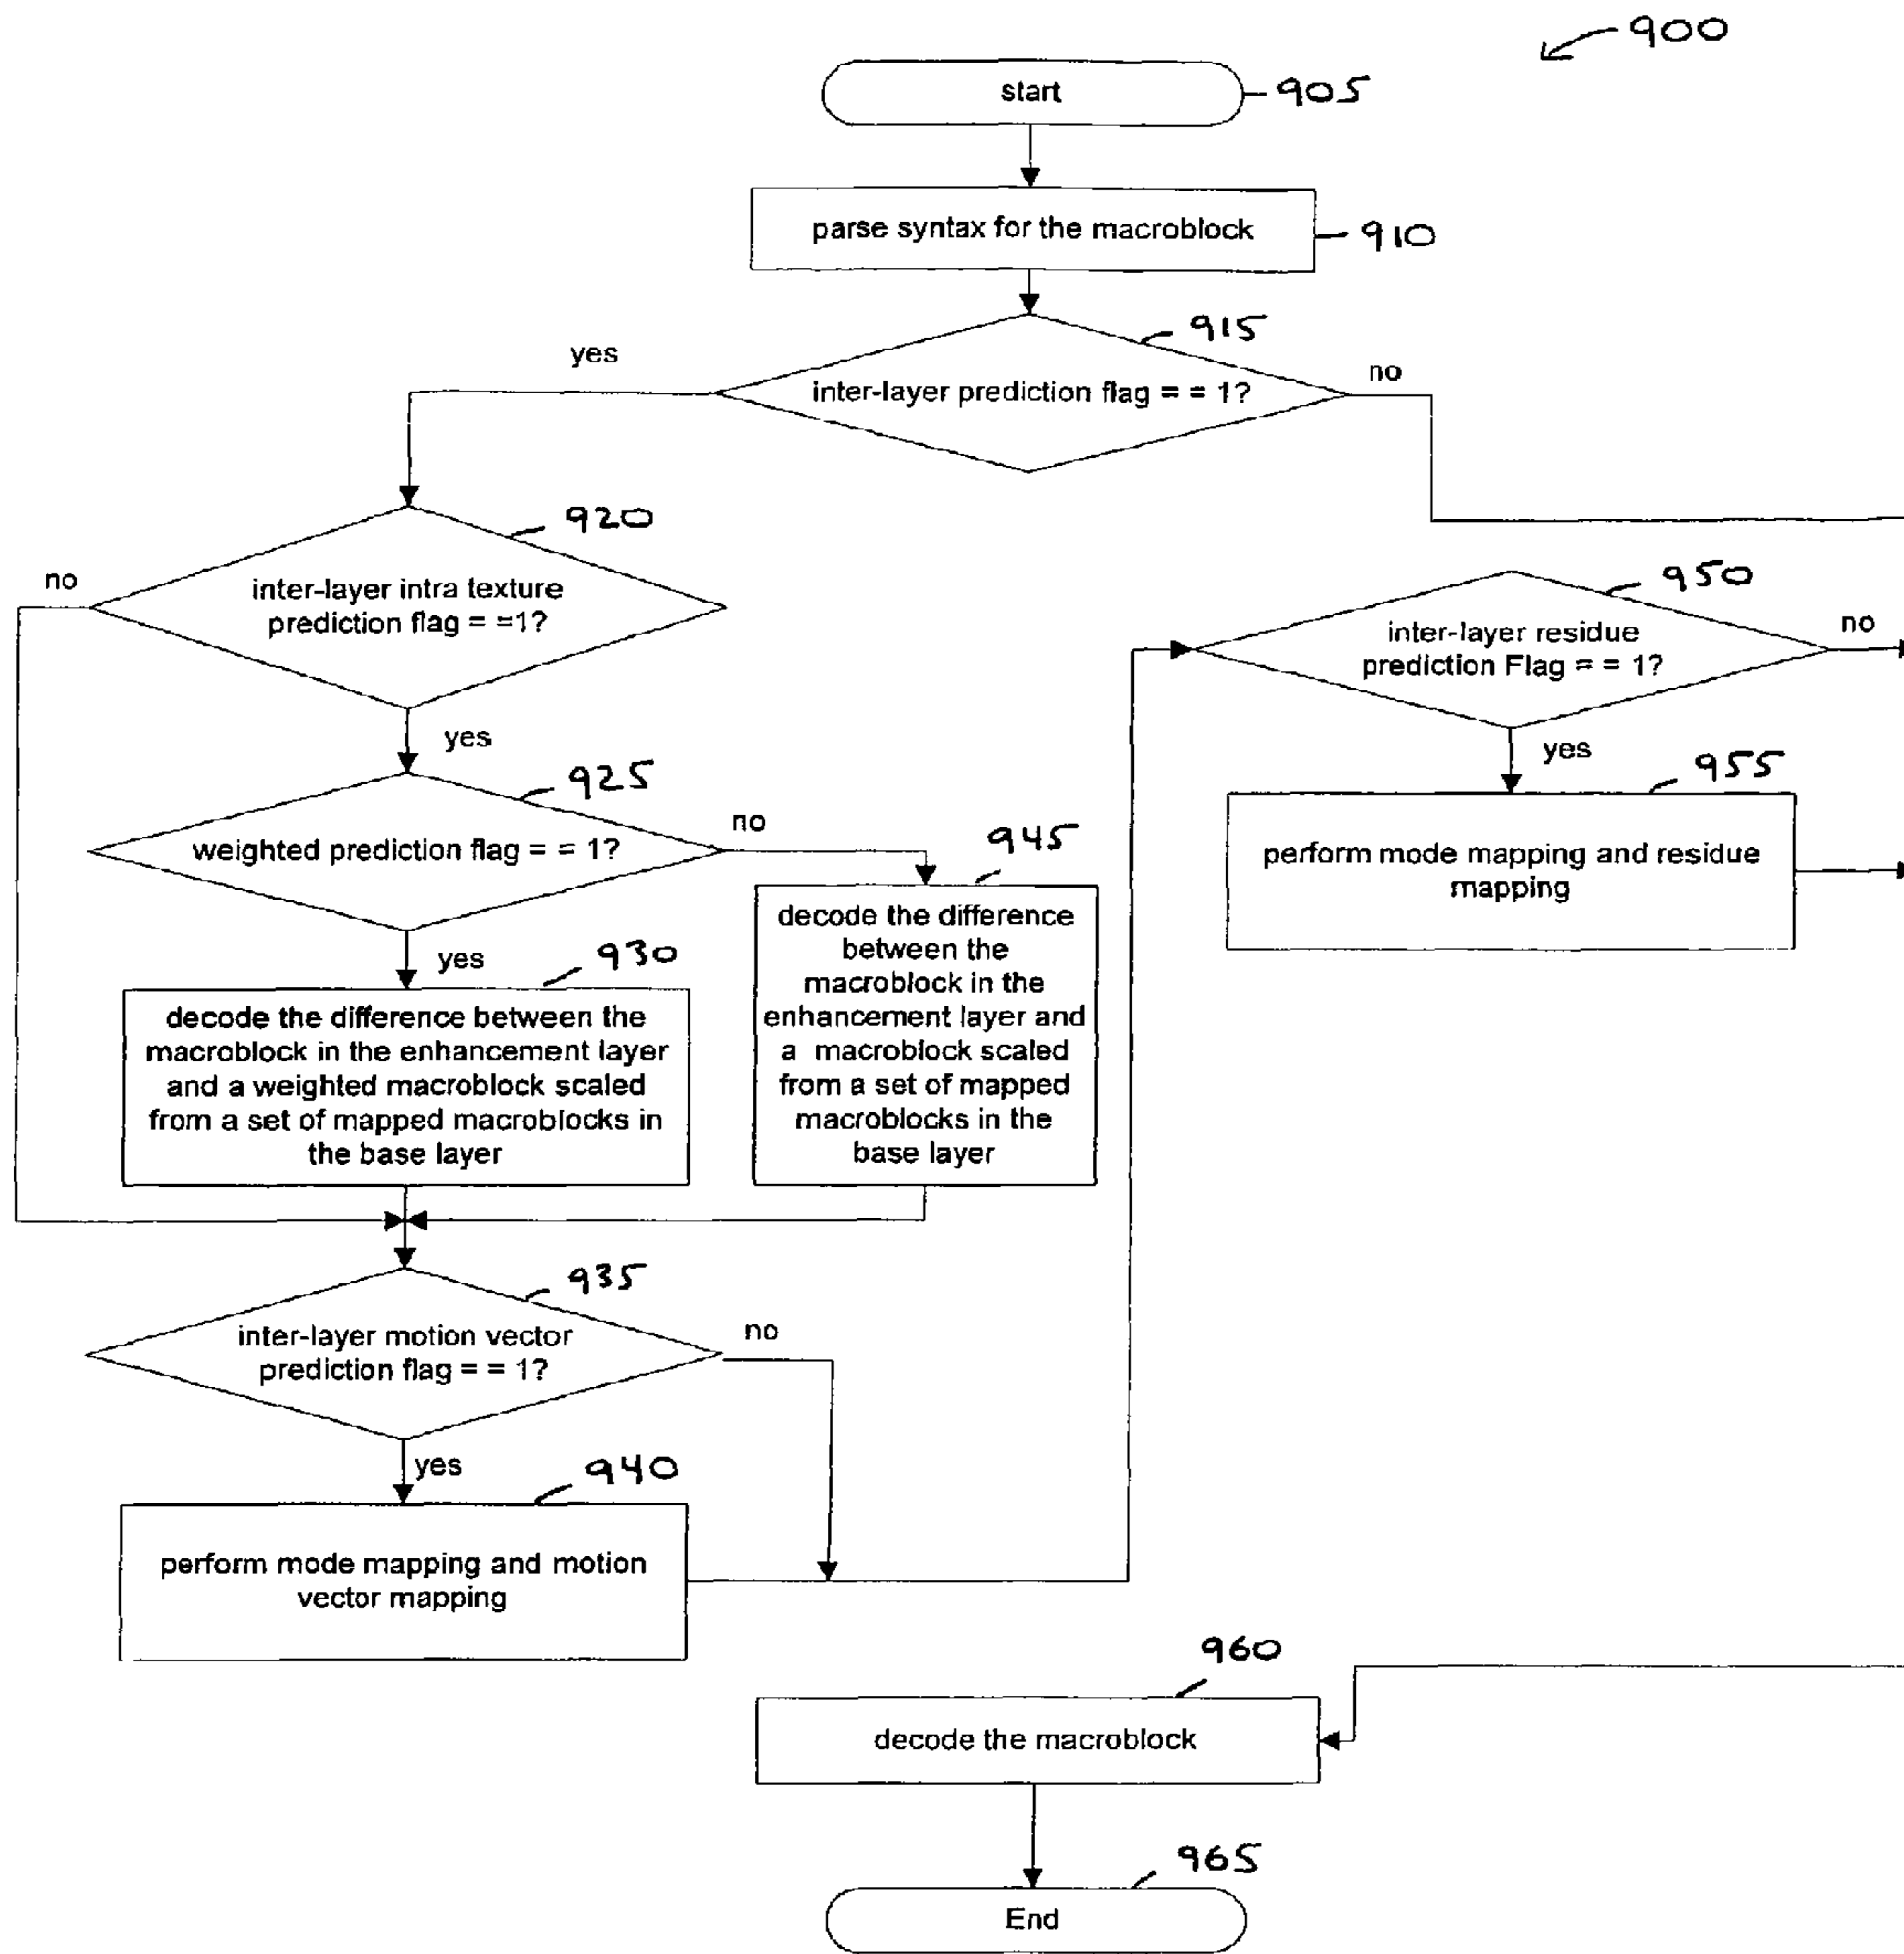 900
start
905
parse syntax for the macroblock
910
915
yes
inter-layer prediction flag = = 1?
no
920
no
inter-layer intra texture
prediction flag = =1?
yes
925
weighted prediction flag = = 1?
no
yes
930
decode the difference between the
macroblock in the enhancement layer
and a weighted macroblock scaled
from a set of mapped macroblocks in
the base layer
945
decode the difference
between the
macroblock in the
enhancement layer and
a macroblock scaled
from a set of mapped
macroblocks in the
base layer
935
inter-layer motion vector
prediction flag = = 1?
no
yes
940
perform mode mapping and motion
vector mapping
950
inter-layer residue
prediction Flag = = 1?
no
yes
955
perform mode mapping and residue
mapping
960
decode the macroblock
965
End